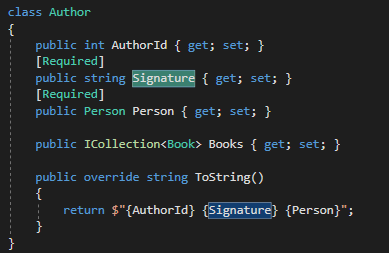 class Author
{
    public int AuthorId { get; set; }
    [Required]
    public string Signature { get; set; }
    [Required]
    public Person Person { get; set; }

    public ICollection<Book> Books { get; set; }

    public override string ToString()
    {
        return $"{AuthorId} {Signature} {Person}";
    }
}